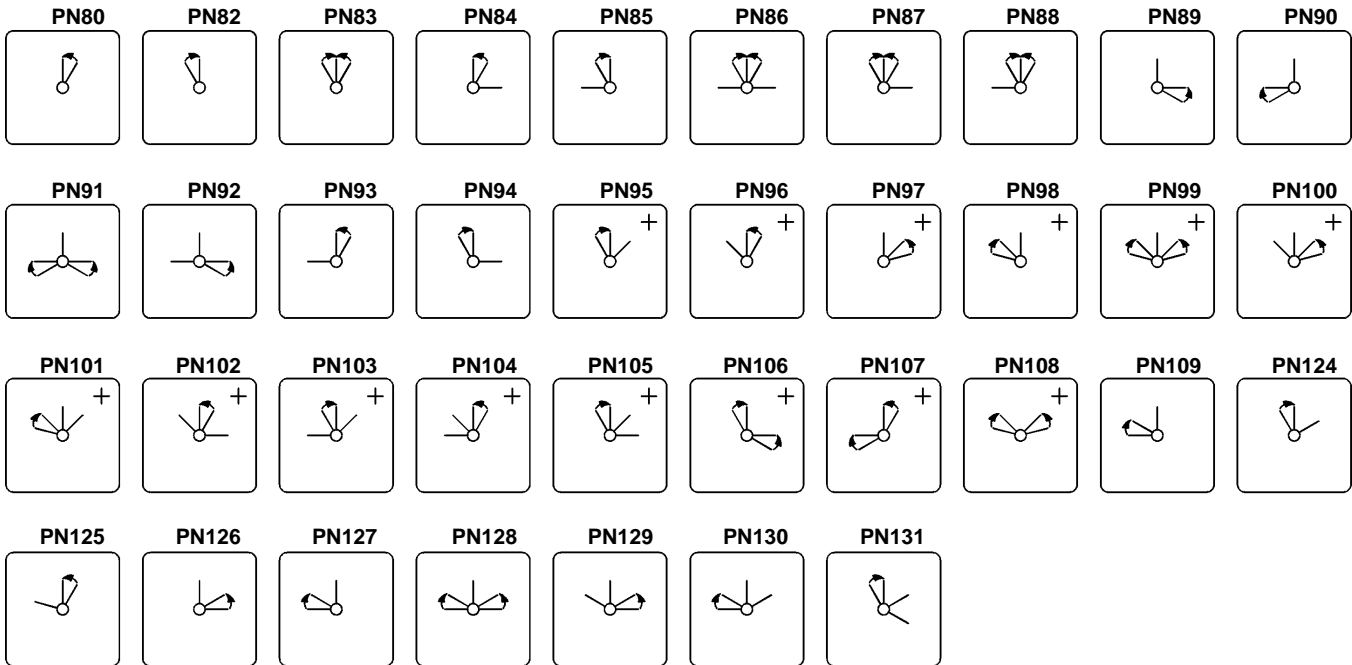 PN80 PN82 PN83 PN84 PN85 PN86 PN87 PN88 PN89 PN90
PN91 PN92 PN93 PN94 PN95 PN96 PN97 PN98 PN99 PN100
+ + + + + +
PN101 PN102 PN103 PN104 PN105 PN106 PN107 PN108 PN109 PN124
+ + + + + + + +
PN125 PN126 PN127 PN128 PN129 PN130 PN131